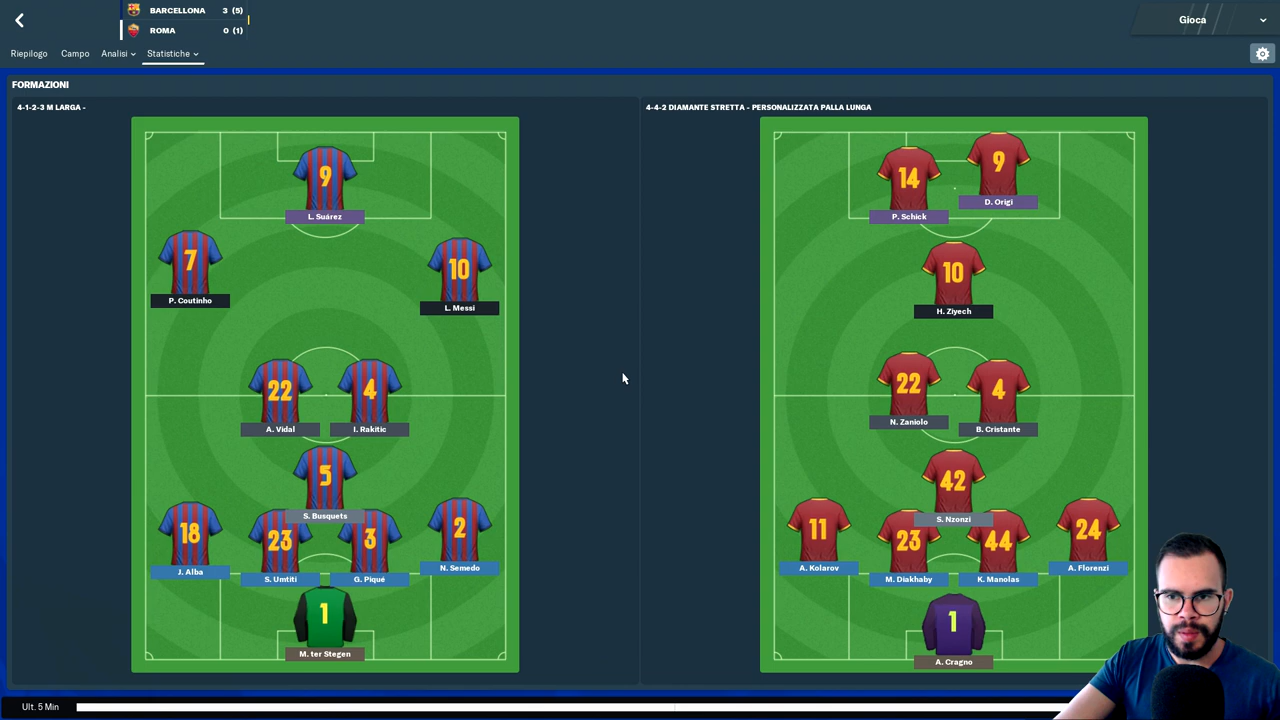 BARCELLONA 3 (5)
ROMA 0 (1)
Gioca
Riepilogo Campo Analisi Statistiche
FORMAZIONI
4-1-2-3 M LARGA -
9
L. Suárez
7
P. Coutinho
10
L. Messi
22
A. Vidal
4
I. Rakitic
5
S. Busquets
18
J. Alba
23
S. Umtiti
3
G. Piqué
2
N. Semedo
1
M. ter Stegen
4-4-2 DIAMANTE STRETTA - PERSONALIZZATA PALLA LUNGA
14
P. Schick
9
D. Origi
10
H. Ziyech
22
N. Zaniolo
4
B. Cristante
42
S. Nzonzi
11
A. Kolarov
23
M. Diakhaby
44
K. Manolas
24
A. Florenzi
1
A. Cragno
Ult. 5 Min